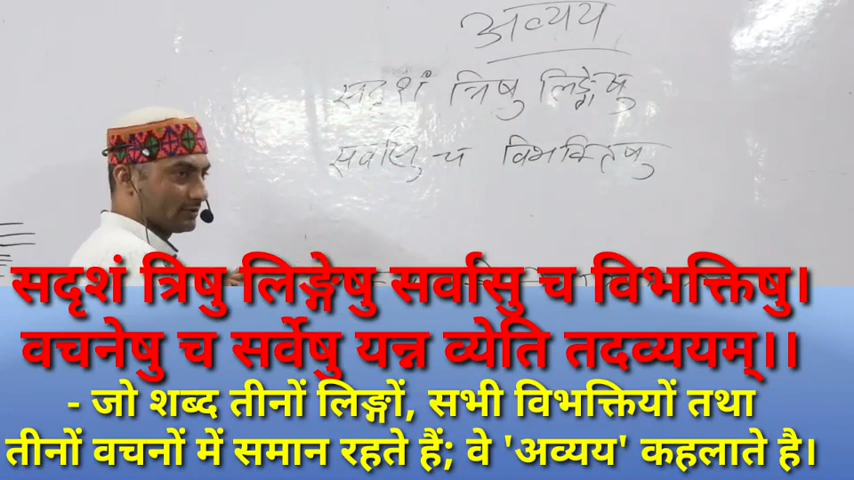 अव्यय
सदृशं त्रिषु लिङ्गेषु
सर्वासु च विभक्तिषु
सदृशं त्रिषु लिङ्गेषु सर्वासु च विभक्तिषु।
वचनेषु च सर्वेषु यन्न व्येति तदव्ययम्।।
- जो शब्द तीनों लिङ्गों, सभी विभक्तियों तथा
तीनों वचनों में समान रहते हैं; वे 'अव्यय' कहलाते है।